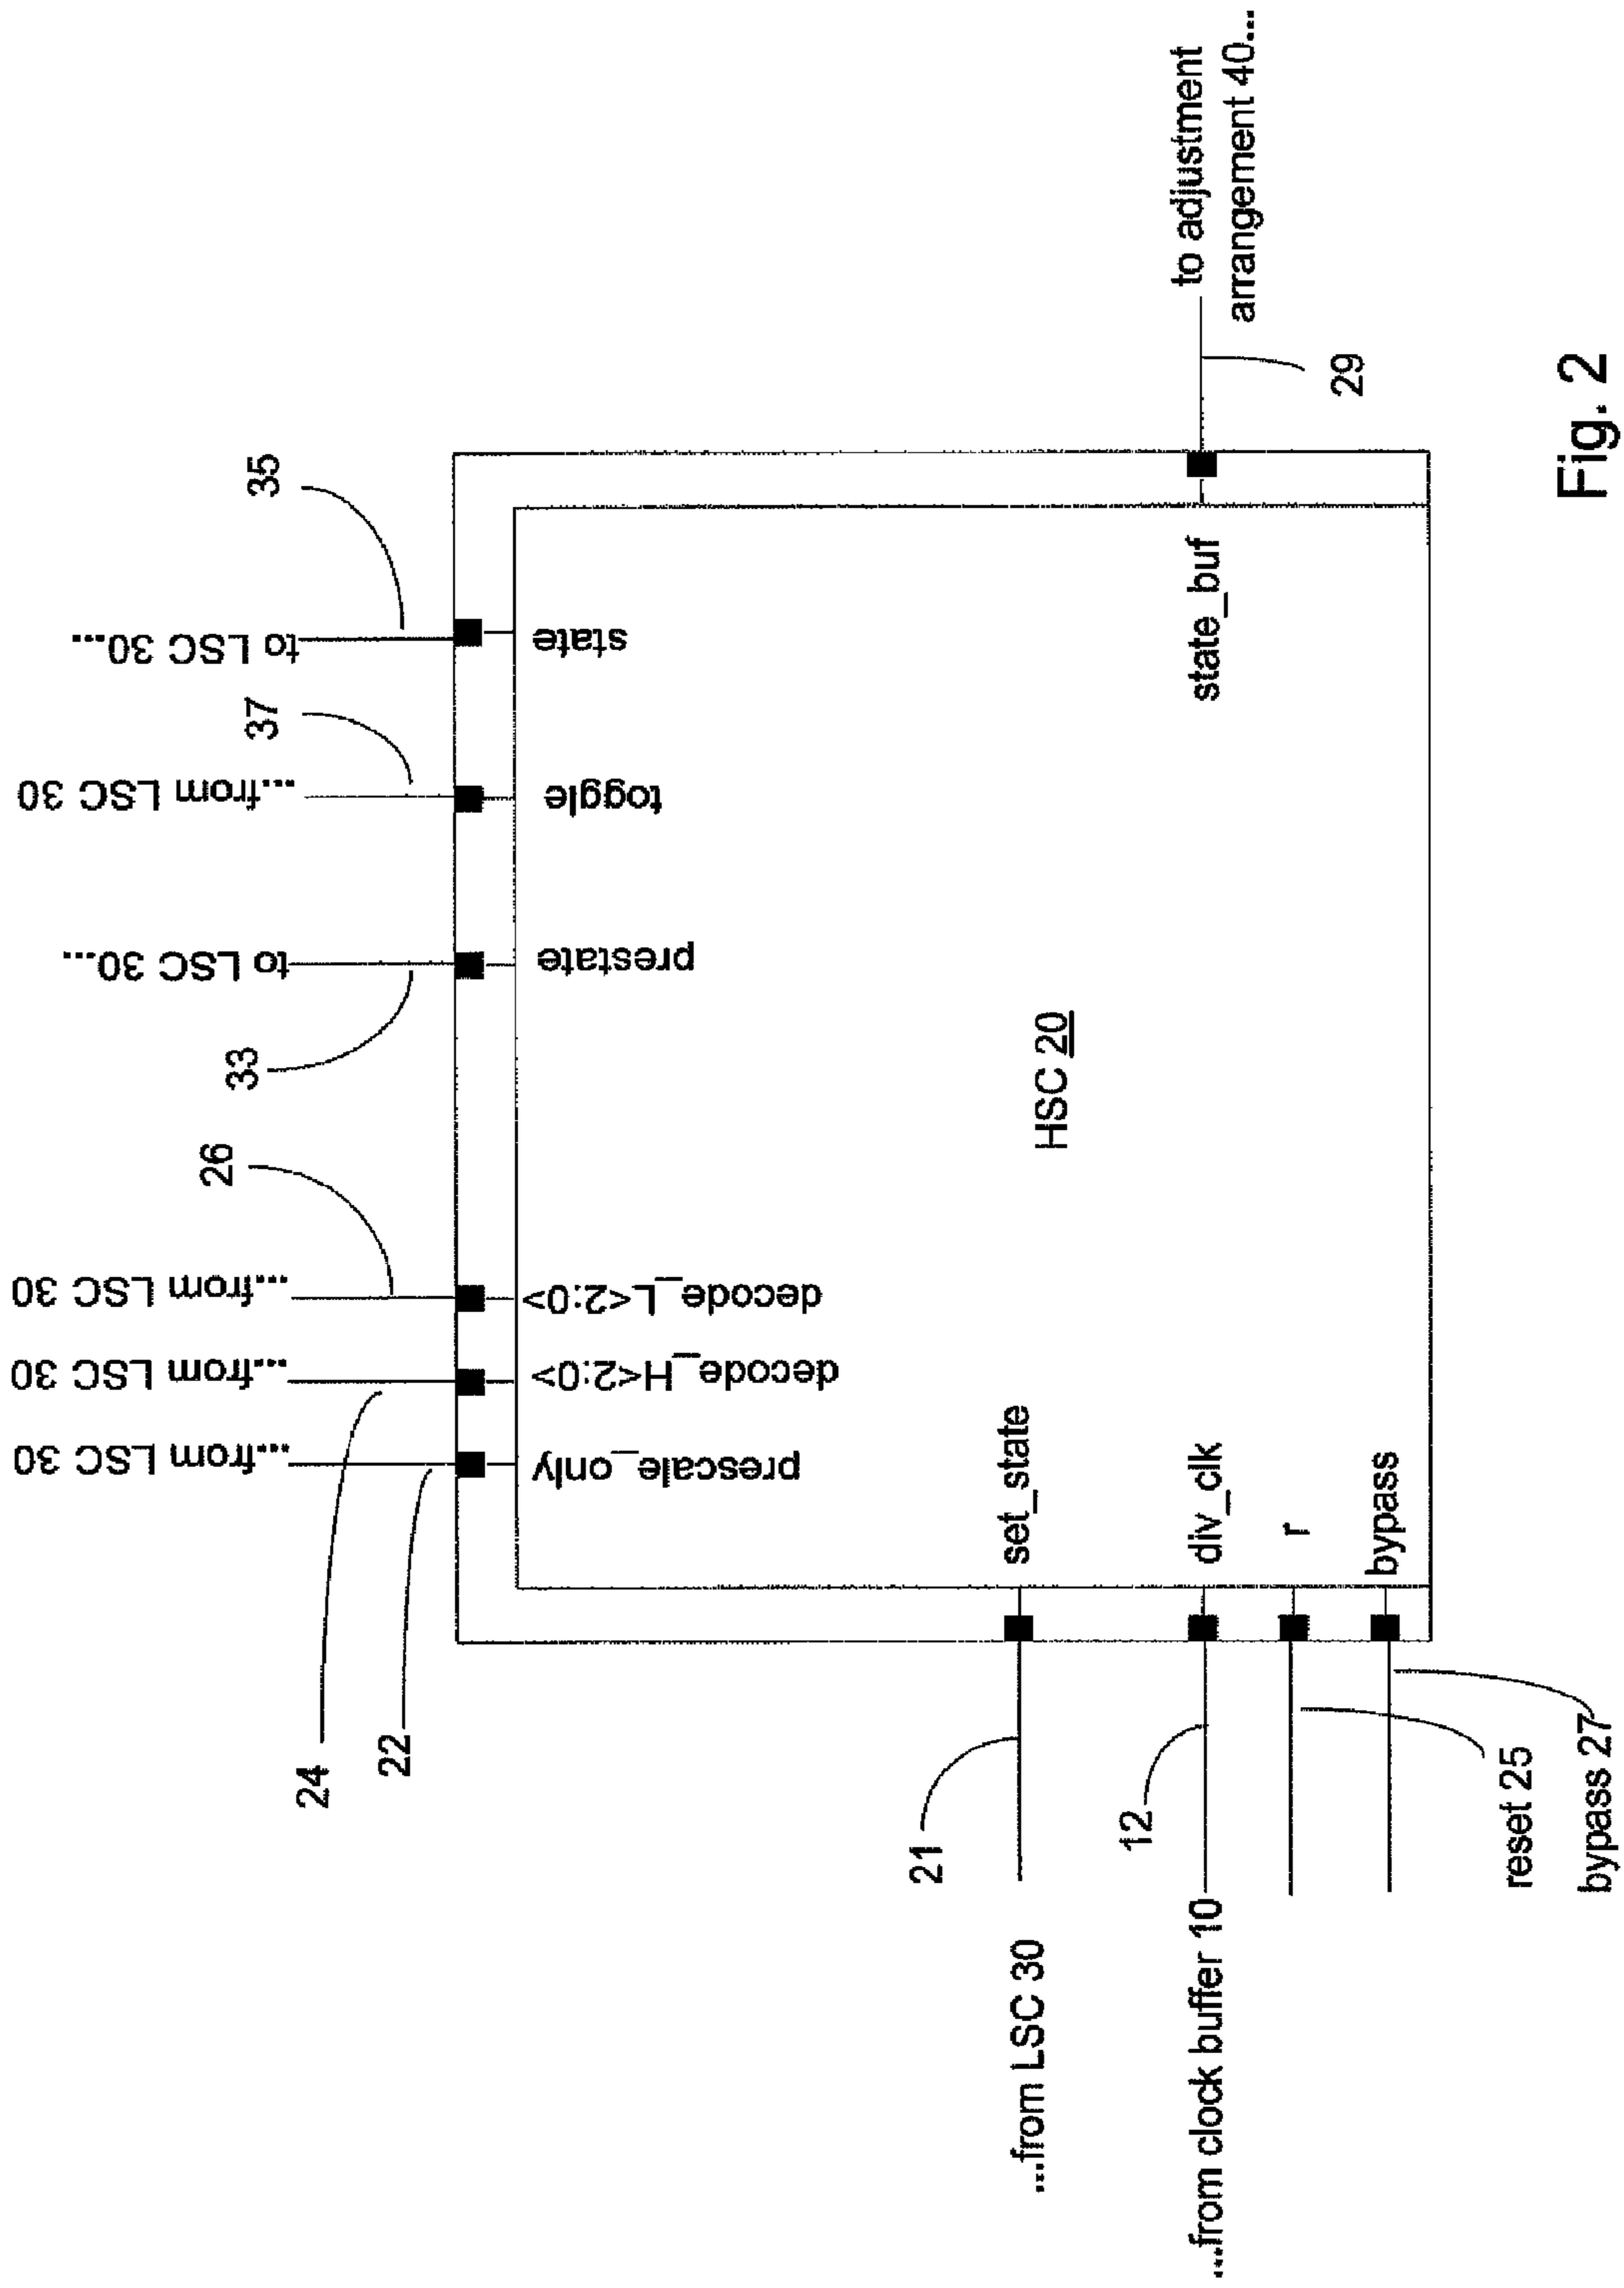 ...from LSC 30
...from LSC 30
...from LSC 30
to LSC 30...
...from LSC 30
to LSC 30...
24
22
26
33
37
35
prescale_only
decode_H<2:0>
decode_L<2:0>
prestate
toggle
state
...from LSC 30
21
set_state
HSC 20
...from clock buffer 10
12
div_clk
state_buf
to adjustment
arrangement 40...
29
r
bypass
reset 25
bypass 27
Fig. 2